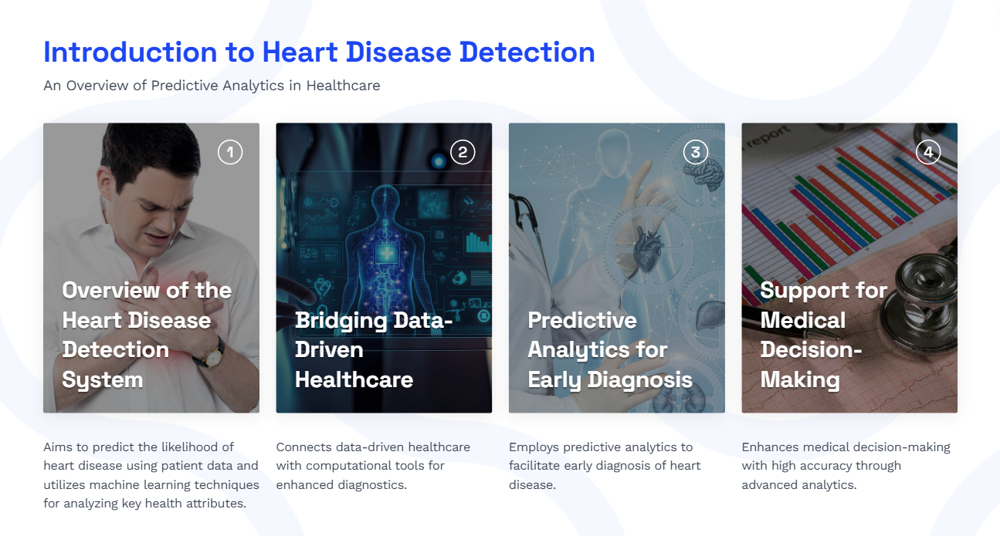 Introduction to Heart Disease Detection
An Overview of Predictive Analytics in Healthcare
1
Overview of the
Heart Disease
Detection
System
2
Bridging Data-
Driven
Healthcare
3
Predictive
Analytics for
Early Diagnosis
report
4
Support for
Medical
Decision-
Making
Aims to predict the likelihood of
heart disease using patient data and
utilizes machine learning techniques
for analyzing key health attributes.
Connects data-driven healthcare
with computational tools for
enhanced diagnostics.
Employs predictive analytics to
facilitate early diagnosis of heart
disease.
Enhances medical decision-making
with high accuracy through
advanced analytics.